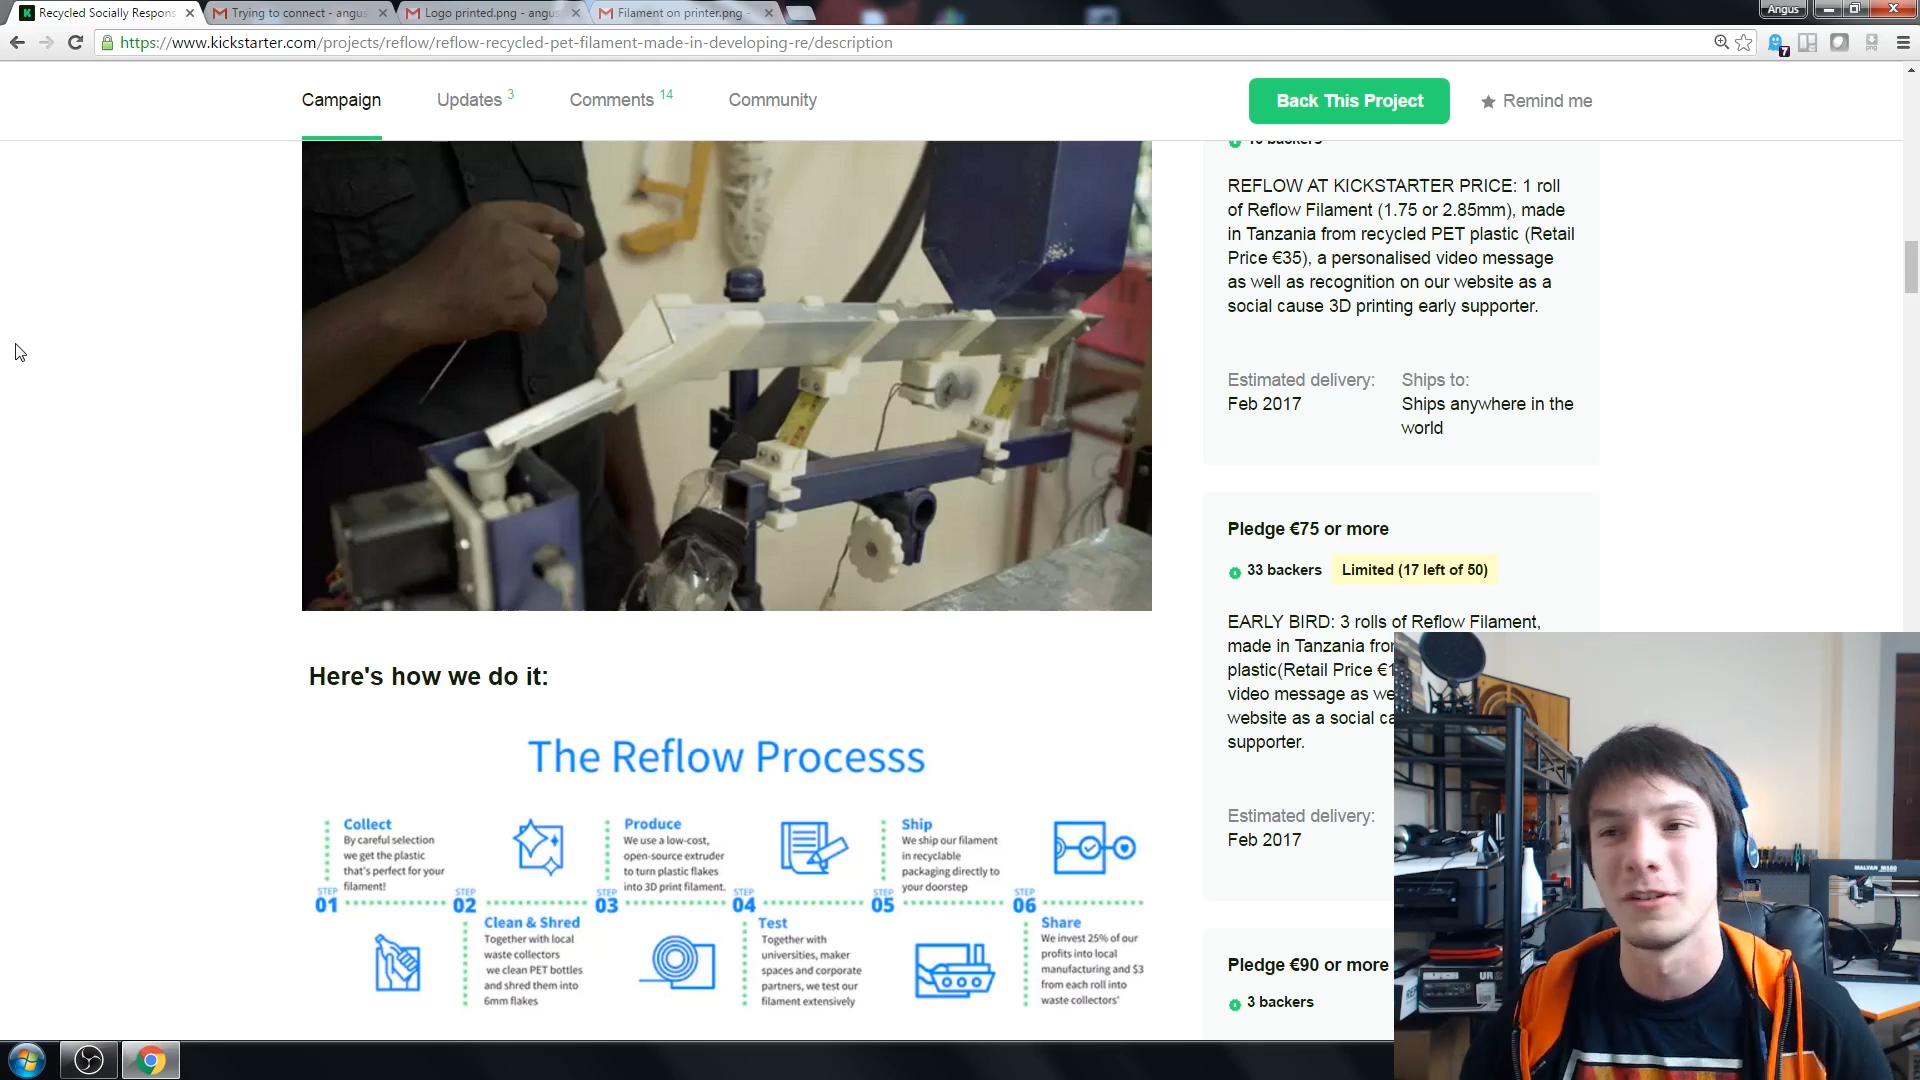 Recycled Socially Respons
Trying to connect - angus
Logo printed.png - angus
Filament on printer.png -
Angus
https://www.kickstarter.com/projects/reflow/reflow-recycled-pet-filament-made-in-developing-re/description
7
Campaign
Updates 3
Comments 14
Community
Back This Project
Remind me
backers
REFLOW AT KICKSTARTER PRICE: 1 roll
of Reflow Filament (1.75 or 2.85mm), made
in Tanzania from recycled PET plastic (Retail
Price €35), a personalised video message
as well as recognition on our website as a
social cause 3D printing early supporter.
Estimated delivery:
Feb 2017
Ships to:
Ships anywhere in the
world
Pledge €75 or more
33 backers
Limited (17 left of 50)
EARLY BIRD: 3 rolls of Reflow Filament,
made in Tanzania
plastic(Retail Price
video message as
website as a social
supporter.
Estimated delivery:
Feb 2017
Pledge €90 or more
3 backers
Here's how we do it:
The Reflow Processs
STEP
01
Collect
By careful selection
we get the plastic
that's perfect for your
filament!
STEP
02
Clean & Shred
Together with local
waste collectors
we clean PET bottles
and shred them into
6mm flakes
STEP
03
Produce
We use a low-cost,
open-source extruder
to turn plastic flakes
into 3D print filament.
STEP
04
Test
Together with
universities, maker
spaces and corporate
partners, we test our
filament extensively
STEP
05
Ship
We ship our filament
in recyclable
packaging directly to
your doorstep
STEP
06
Share
We invest 25% of our
profits into local
manufacturing and $3
from each roll into
waste collectors'
MALYAN M150